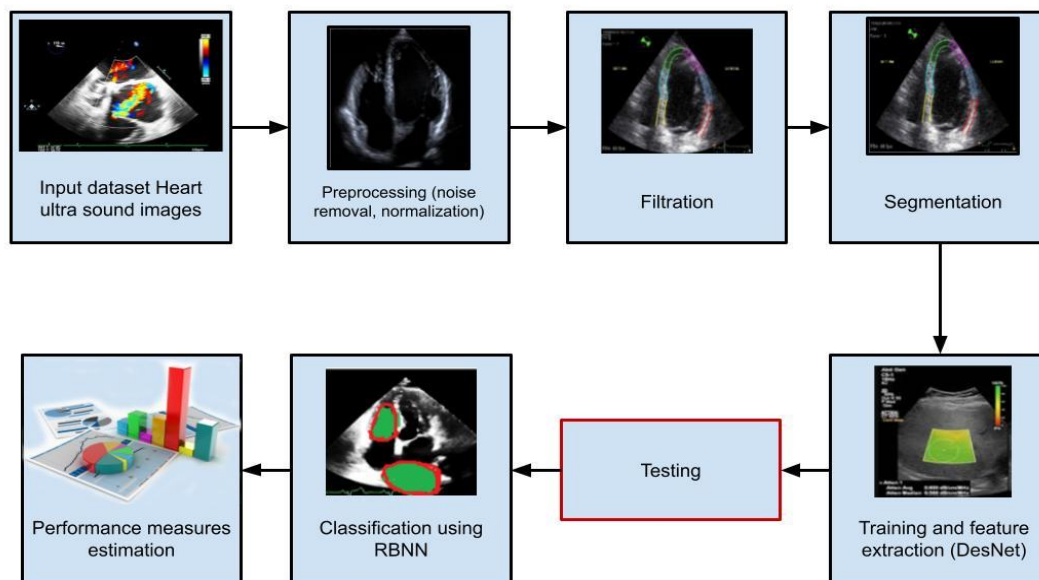 Input dataset Heart
ultra sound images
Preprocessing (noise
removal, normalization)
Filtration
Segmentation
Training and feature
extraction (DesNet)
Testing
Classification using
RBNN
Performance measures
estimation